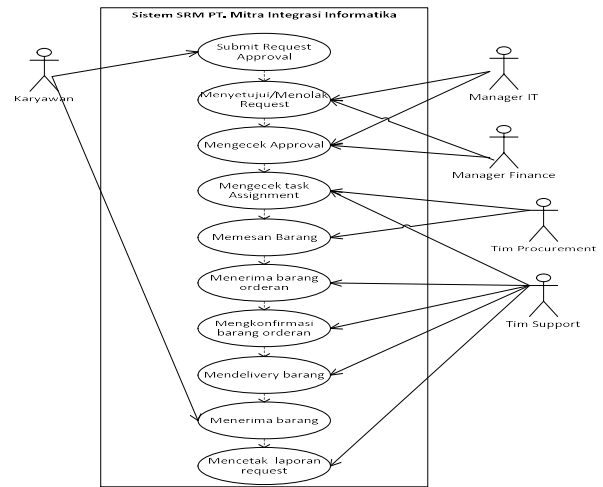 Sistem SRM PT. Mitra Integrasi Informatika
Submit Request
Approval
Karyawan
Menyetujui/Menolak
Request
Manager IT
Mengecek Approval
Manager Finance
Mengecek task
Assignment
Memesan Barang
Tim Procurement
Menerima barang
orderan
Mengkonfirmasi
barang orderan
Tim Support
Mendelivery barang
Menerima barang
Mencetak laporan
request